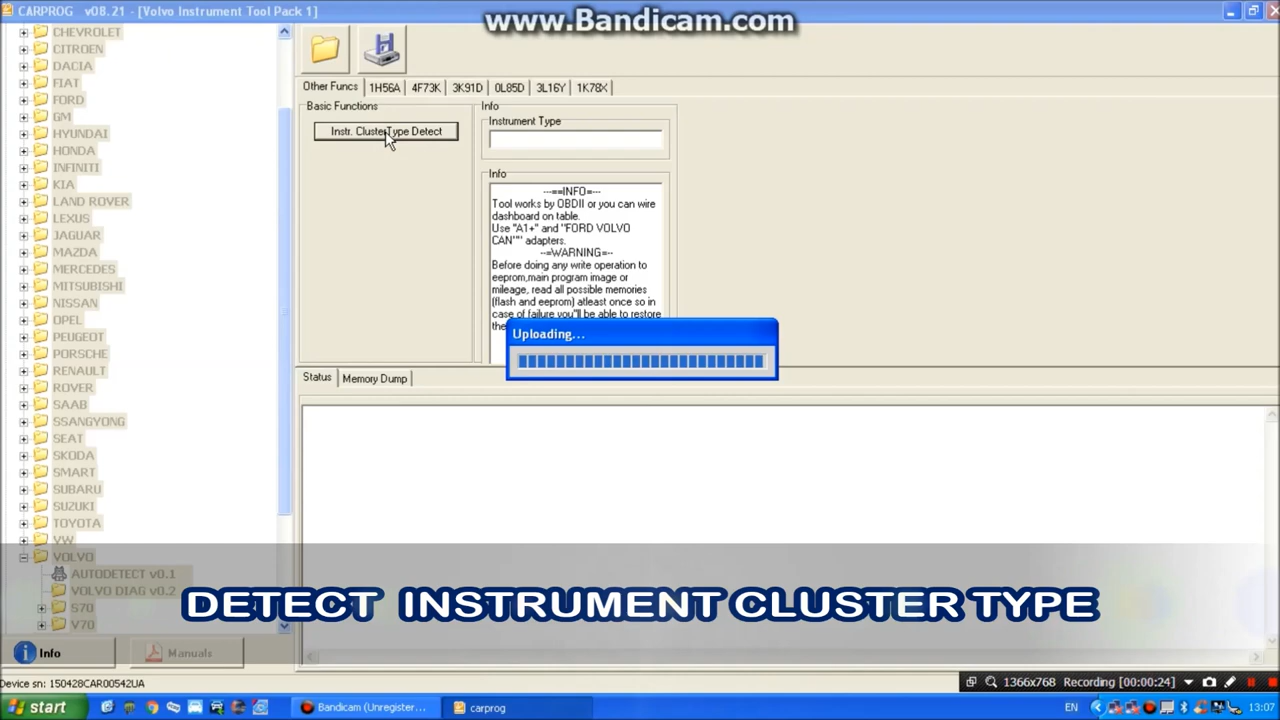 CARPROG v08.21 - [Volvo Instrument Tool Pack 1]
www.Bandicam.com
CHEVROLET
CITROEN
DACIA
FIAT
FORD
GM
HYUNDAI
HONDA
INFINITI
KIA
LAND ROVER
LEXUS
JAGUAR
MAZDA
MERCEDES
MITSUBISHI
NISSAN
OPEL
PEUGEOT
PORSCHE
RENAULT
ROVER
SAAB
SSANGYONG
SEAT
SKODA
SMART
SUBARU
SUZUKI
TOYOTA
VW
VOLVO
AUTODETECT v0.1
VOLVO DIAG v0.2
S70
V70
Info
Manuals
Other Funcs 1H56A 4F73K 3K91D 0L85D 3L16Y 1K78X
Basic Functions
Instr. ClusterType Detect
Info
Instrument Type
Info
---==INFO=---
Tool works by OBDII or you can wire
dashboard on table.
Use "A1+" and "FORD VOLVO
CAN"" adapters.
--=WARNING=--
Before doing any write operation to
eeprom,main program image or
mileage, read all possible memories
(flash and eeprom) atleast once so in
case of failure you"ll be able to restore
Uploading...
Status Memory Dump
DETECT INSTRUMENT CLUSTER TYPE
Device sn: 150428CAR00542UA
1366x768 Recording [00:00:24]
start
Bandicam (Unregister...
carprog
EN
13:07